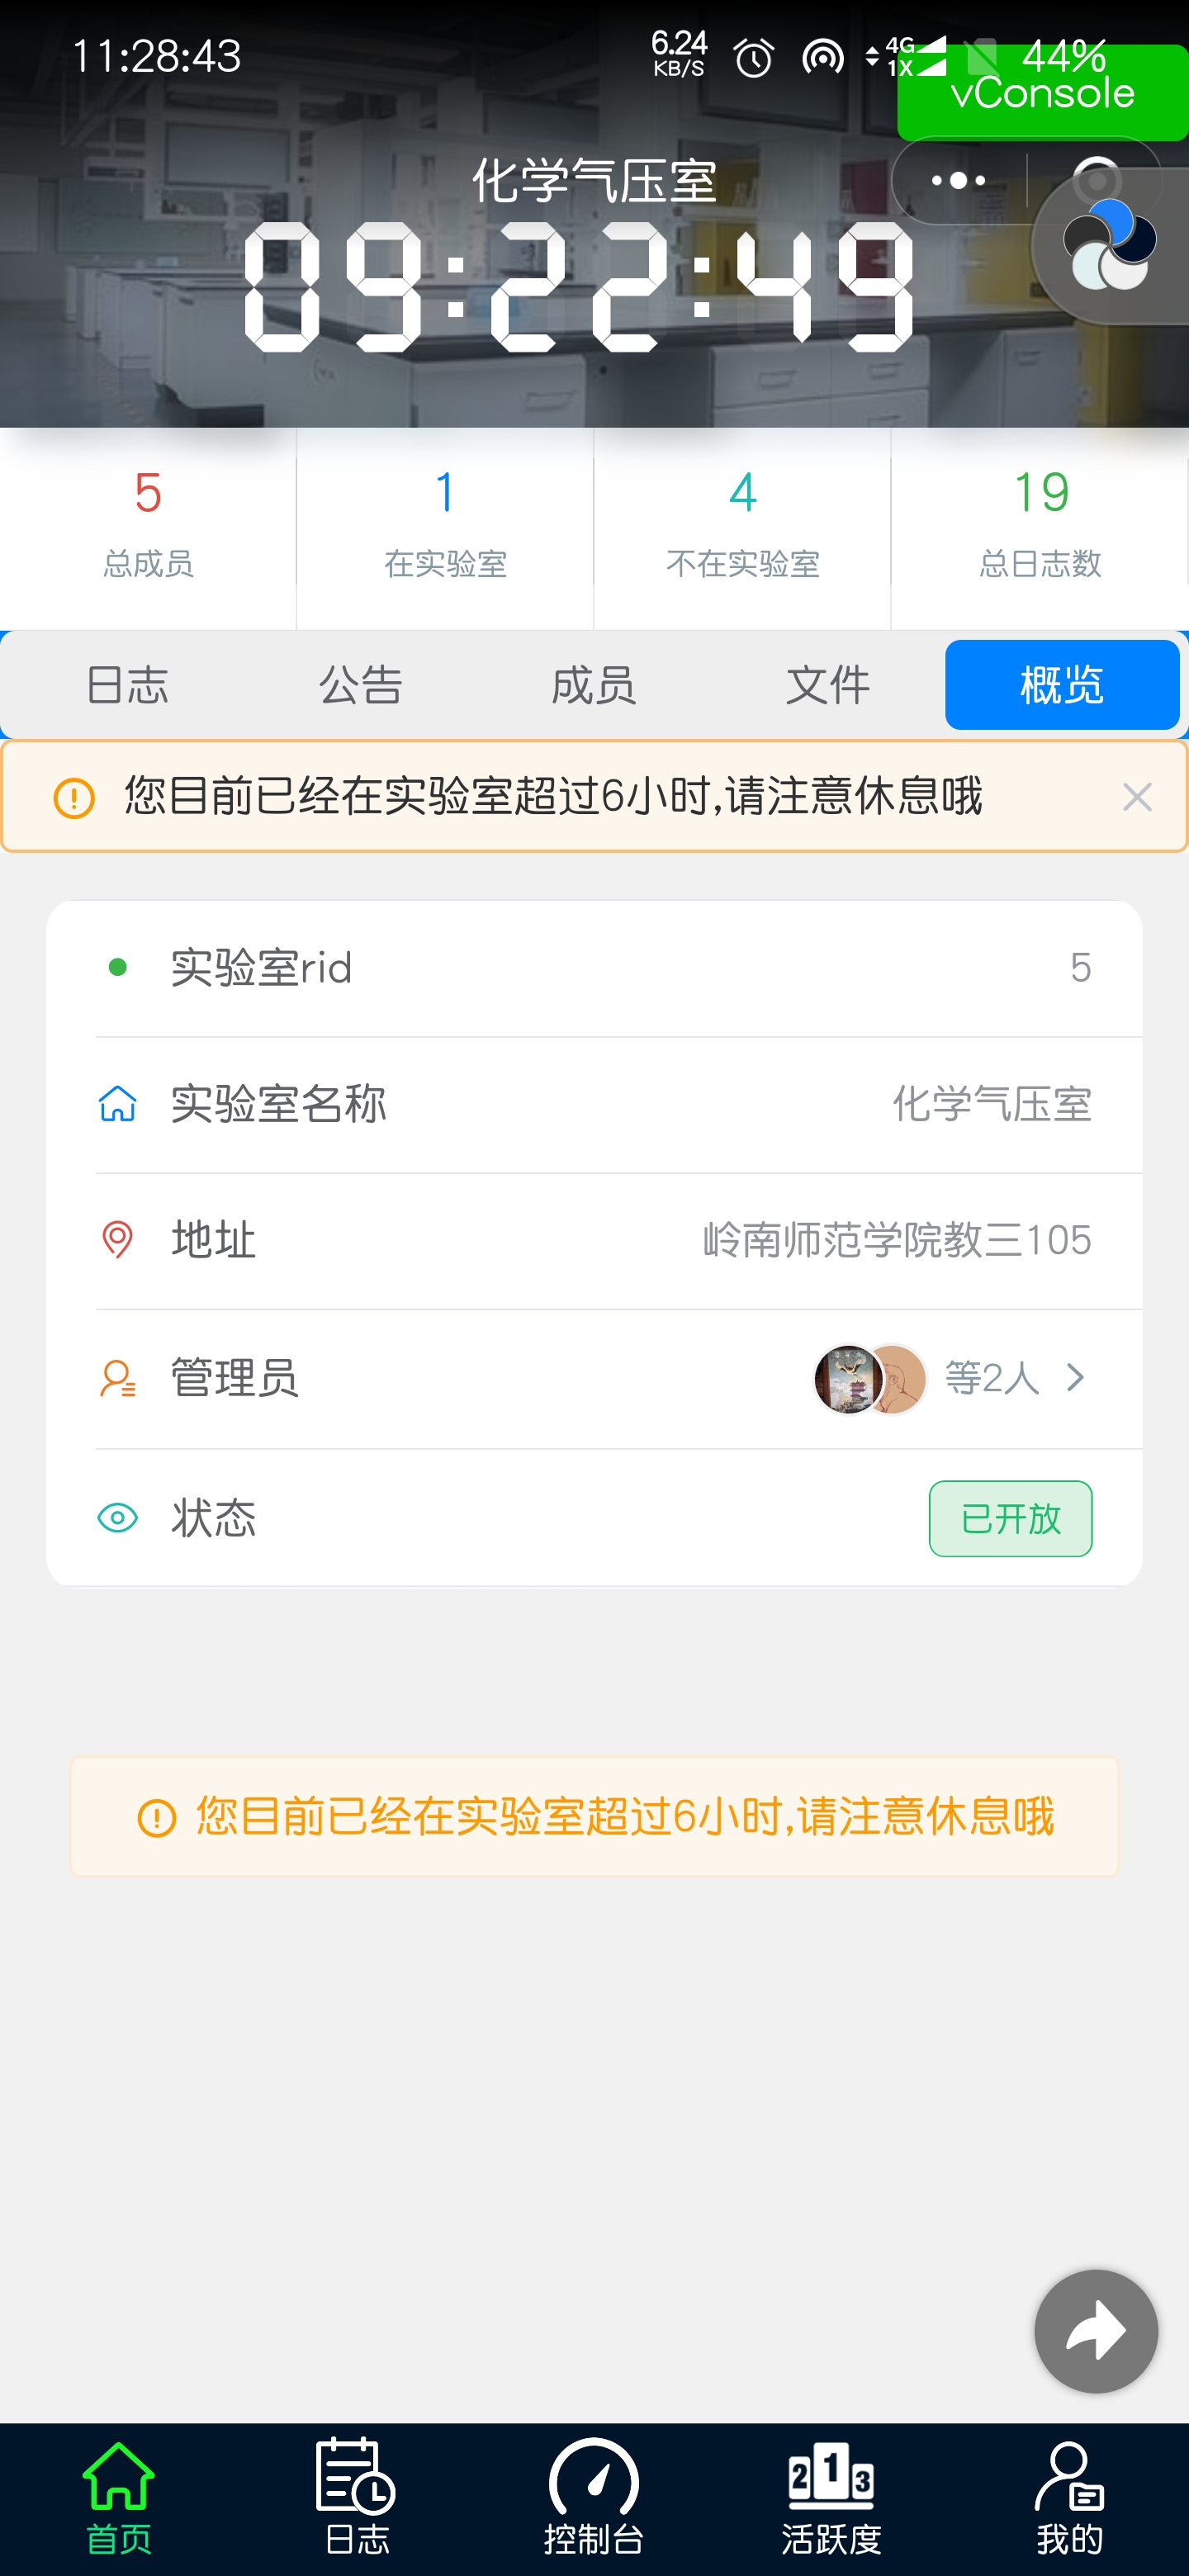 11:28:43
6.24
KB/S
4G
1X
44%
vConsole
化学气压室
09:22:49
5
1
4
19
总成员
在实验室
不在实验室
总日志数
日志
公告
成员
文件
概览
您目前已经在实验室超过6小时,请注意休息哦
实验室rid
5
实验室名称
化学气压室
地址
岭南师范学院教三105
管理员
等2人
状态
已开放
您目前已经在实验室超过6小时,请注意休息哦
2 1 3
首页
日志
控制台
活跃度
我的